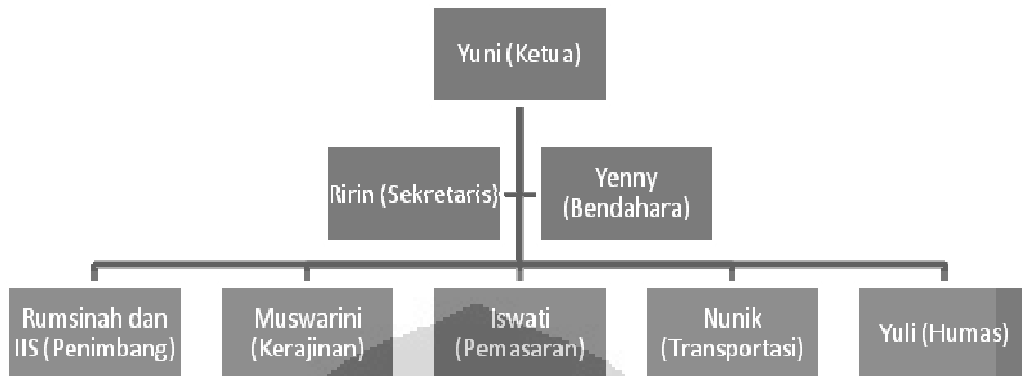 Yuni (Ketua)
Ririn (Sekretaris)
Yenny
(Bendahara)
Rumsinah dan
IIS (Penimbang)
Muswarini
(Kerajinan)
Iswati
(Pemasaran)
Nunik
(Transportasi)
Yuli (Humas)